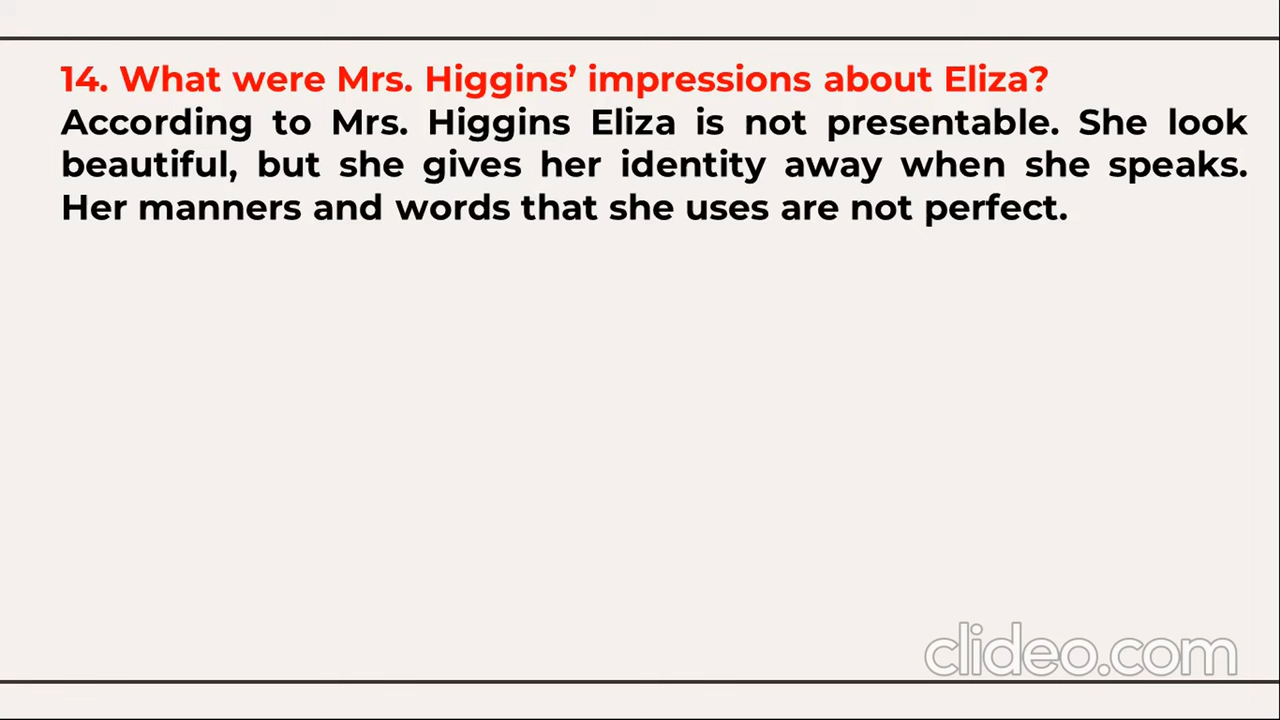 14. What were Mrs. Higgins’ impressions about Eliza?
According to Mrs. Higgins Eliza is not presentable. She look
beautiful, but she gives her identity away when she speaks.
Her manners and words that she uses are not perfect.
clideo.com